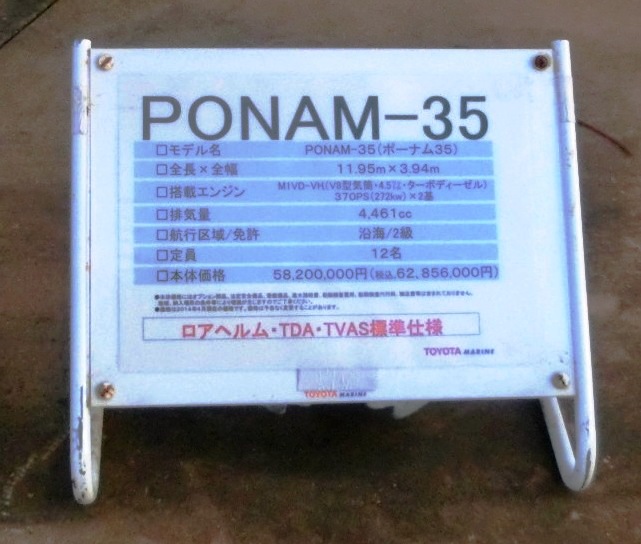 PONAM-35
□モデル名 PONAM-35(ポーナム35)
□全長×全幅 11.95m×3.94m
□搭載エンジン M1VD-VH(V8型気筒・4.5㍑・ターボディーゼル)
370PS(272kw)×2基
□排気量 4,461cc
□航行区域/免許 沿海/2級
□定員 12名
□本体価格 58,200,000円(税込62,856,000円)
ロアヘルム・TDA・TVAS標準仕様
TOYOTA MARINE
TOYOTA MARINE